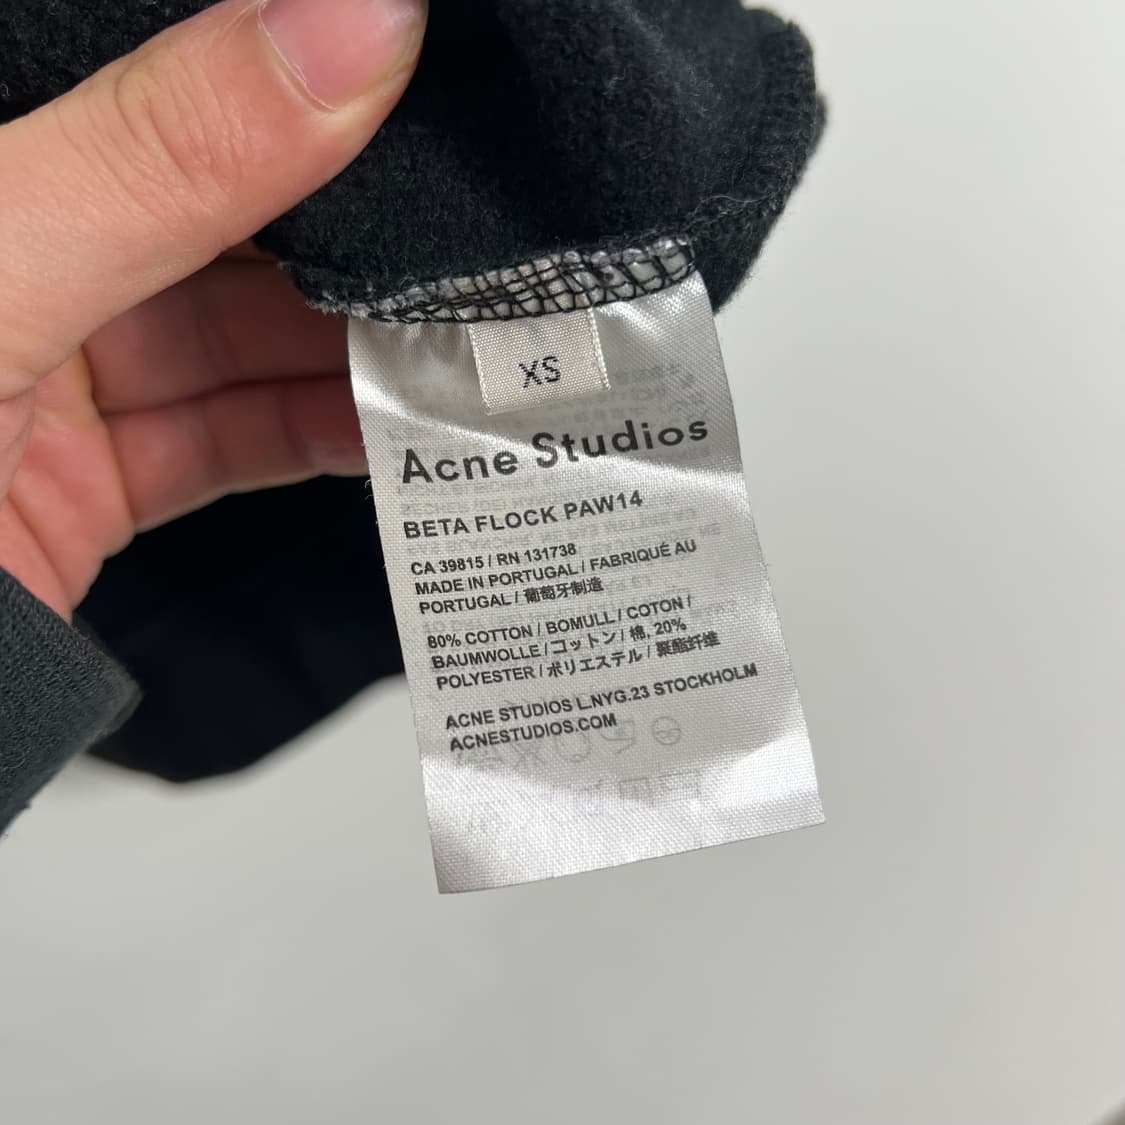 XS
Acne Studios
BETA FLOCK PAW14
CA 39815 / RN 131738
MADE IN PORTUGAL / FABRIQUÉ AU
PORTUGAL / 葡萄牙制造
80% COTTON / BOMULL / COTON /
BAUMWOLLE / コットン / 棉, 20%
POLYESTER / ポリエステル / 聚酯纤维
ACNE STUDIOS L.NYG.23 STOCKHOLM
ACNESTUDIOS.COM